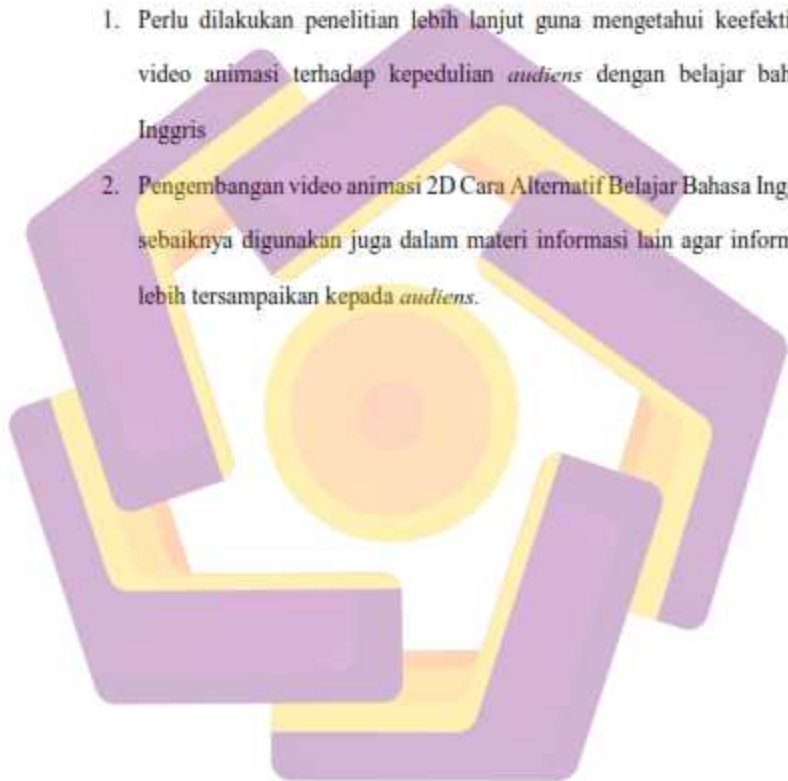 1. Perlu dilakukan penelitian lebih lanjut guna mengetahui keefekti
video animasi terhadap kepedulian audiens dengan belajar bah
Inggris
2. Pengembangan video animasi 2D Cara Alternatif Belajar Bahasa Ing
sebaiknya digunakan juga dalam materi informasi lain agar inform
lebih tersampaikan kepada audiens.